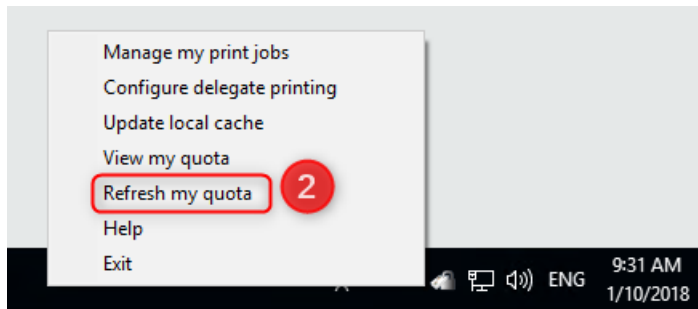 Manage my print jobs
Configure delegate printing
Update local cache
View my quota
Refresh my quota
2
Help
Exit
ENG
9:31 AM
1/10/2018